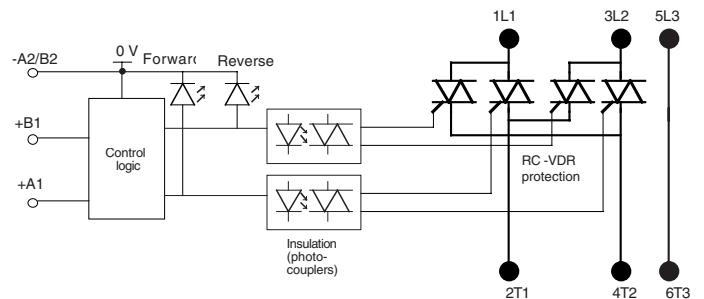 1L1
3L2
5L3
-A2/B2
0 V
Forwar
Reverse
+B1
Control
logic
+A1
RC -VDR
protection
Insulation
(photo-
couplers)
2T1
4T2
6T3